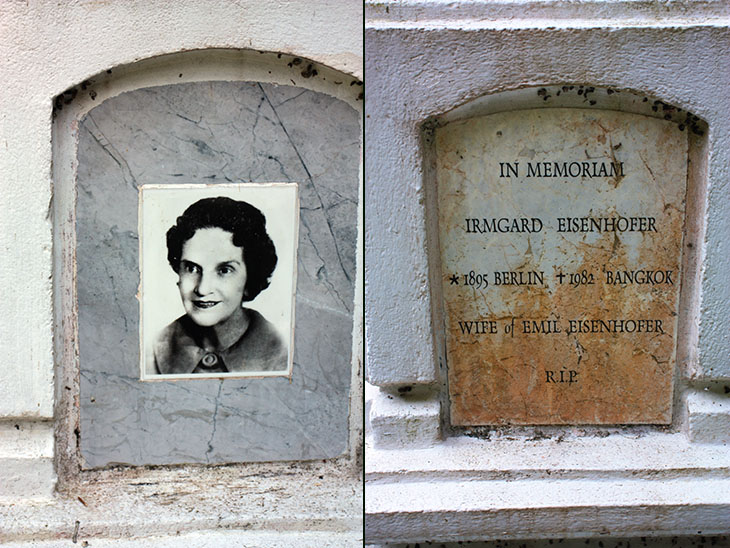 IN MEMORIAM
IRMGARD EISENHOFER
* 1895 BERLIN † 1982 BANGKOK
WIFE of EMIL EISENHOFER
R.I.P.